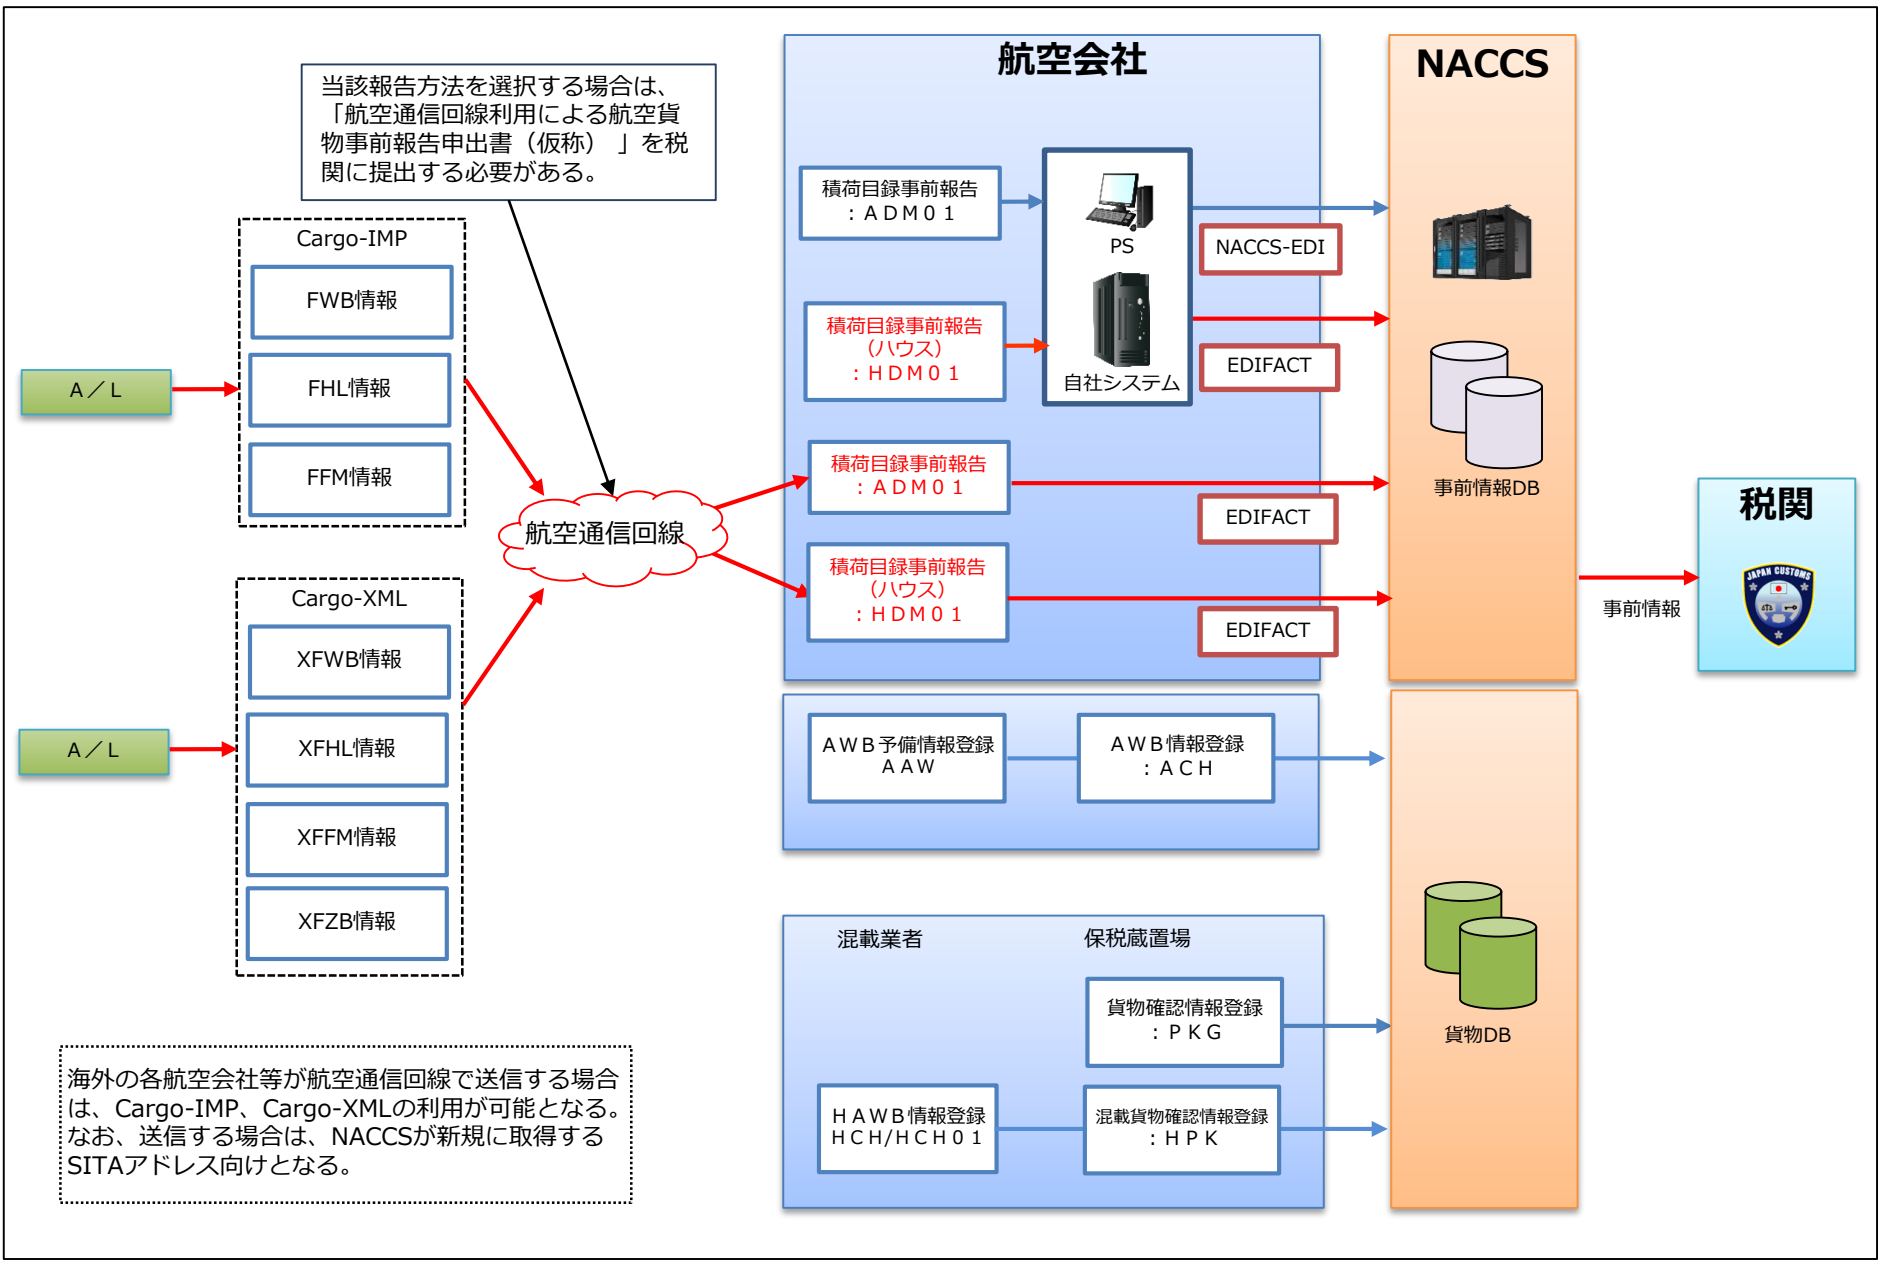 当該報告方法を選択する場合は、
「航空通信回線利用による航空貨
物事前報告申出書（仮称） 」を税
関に提出する必要がある。
Cargo-IMP
FWB情報
FHL情報
FFM情報
A／L
Cargo-XML
XFWB情報
XFHL情報
XFFM情報
XFZB情報
A／L
航空通信回線
航空会社
積荷目録事前報告
：ＡＤＭ０１
積荷目録事前報告
（ハウス）
：ＨＤＭ０１
PS
自社システム
NACCS-EDI
EDIFACT
積荷目録事前報告
：ＡＤＭ０１
EDIFACT
積荷目録事前報告
（ハウス）
：ＨＤＭ０１
EDIFACT
ＡＷＢ予備情報登録
ＡＡＷ
ＡＷＢ情報登録
：ＡＣＨ
混載業者
保税蔵置場
貨物確認情報登録
：ＰＫＧ
ＨＡＷＢ情報登録
ＨＣＨ/ＨＣＨ０１
混載貨物確認情報登録
：ＨＰＫ
NACCS
事前情報DB
貨物DB
事前情報
税関
JAPAN CUSTOMS
海外の各航空会社等が航空通信回線で送信する場合
は、Cargo-IMP、Cargo-XMLの利用が可能となる。
なお、送信する場合は、NACCSが新規に取得する
SITAアドレス向けとなる。